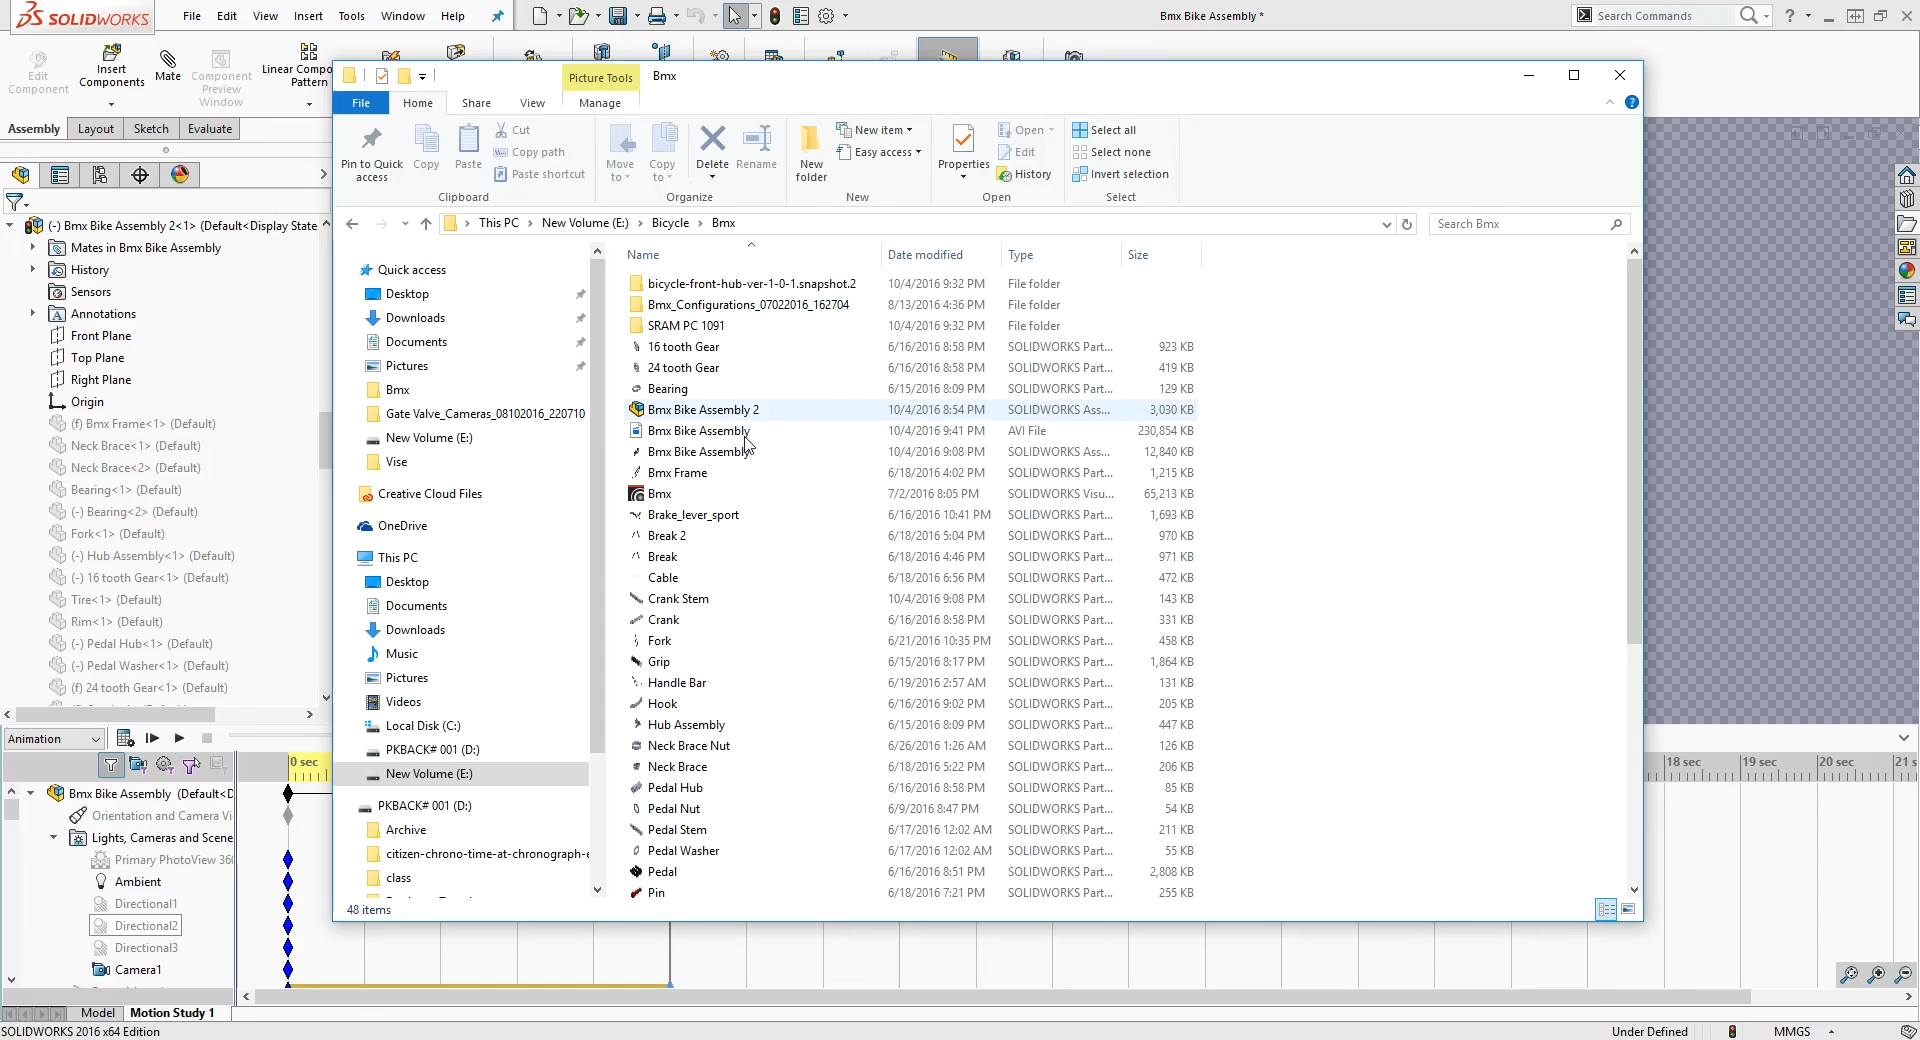 SOLIDWORKS
File Edit View Insert Tools Window Help
Bmx Bike Assembly *
Search Commands
Edit Component
Insert Components
Mate
Component Preview Window
Linear Compo
Pattern
Assembly Layout Sketch Evaluate
Picture Tools
Bmx
File Home Share View Manage
Pin to Quick access
Copy
Paste
Cut
Copy path
Paste shortcut
Clipboard
Move to
Copy to
Delete
Rename
Organize
New folder
New item
Easy access
New
Properties
Open
Edit
History
Open
Select all
Select none
Invert selection
Select
This PC > New Volume (E:) > Bicycle > Bmx
Search Bmx
(-) Bmx Bike Assembly 2<1> (Default<Display State
Mates in Bmx Bike Assembly
History
Sensors
Annotations
Front Plane
Top Plane
Right Plane
Origin
(f) Bmx Frame<1> (Default)
Neck Brace<1> (Default)
Neck Brace<2> (Default)
Bearing<1> (Default)
(-) Bearing<2> (Default)
Fork<1> (Default)
(-) Hub Assembly<1> (Default)
(-) 16 tooth Gear<1> (Default)
Tire<1> (Default)
Rim<1> (Default)
(-) Pedal Hub<1> (Default)
(-) Pedal Washer<1> (Default)
(f) 24 tooth Gear<1> (Default)
Quick access
Desktop
Downloads
Documents
Pictures
Bmx
Gate Valve_Cameras_08102016_220710
New Volume (E:)
Vise
Creative Cloud Files
OneDrive
This PC
Desktop
Documents
Downloads
Music
Pictures
Videos
Local Disk (C:)
PKBACK# 001 (D:)
New Volume (E:)
PKBACK# 001 (D:)
Archive
citizen-chrono-time-at-chronograph-e
class
Name Date modified Type Size
bicycle-front-hub-ver-1-0-1.snapshot.2 10/4/2016 9:32 PM File folder
Bmx_Configurations_07022016_162704 8/13/2016 4:36 PM File folder
SRAM PC 1091 10/4/2016 9:32 PM File folder
16 tooth Gear 6/16/2016 8:58 PM SOLIDWORKS Part... 923 KB
24 tooth Gear 6/16/2016 8:58 PM SOLIDWORKS Part... 419 KB
Bearing 6/15/2016 8:09 PM SOLIDWORKS Part... 129 KB
Bmx Bike Assembly 2 10/4/2016 8:54 PM SOLIDWORKS Ass... 3,030 KB
Bmx Bike Assembly 10/4/2016 9:41 PM AVI File 230,854 KB
Bmx Bike Assembly 10/4/2016 9:08 PM SOLIDWORKS Ass... 12,840 KB
Bmx Frame 6/18/2016 4:02 PM SOLIDWORKS Part... 1,215 KB
Bmx 7/2/2016 8:05 PM SOLIDWORKS Visu... 65,213 KB
Brake_lever_sport 6/16/2016 10:41 PM SOLIDWORKS Part... 1,693 KB
Break 2 6/18/2016 5:04 PM SOLIDWORKS Part... 970 KB
Break 6/18/2016 4:46 PM SOLIDWORKS Part... 971 KB
Cable 6/18/2016 6:56 PM SOLIDWORKS Part... 472 KB
Crank Stem 10/4/2016 9:08 PM SOLIDWORKS Part... 143 KB
Crank 6/16/2016 8:58 PM SOLIDWORKS Part... 331 KB
Fork 6/21/2016 10:35 PM SOLIDWORKS Part... 458 KB
Grip 6/15/2016 8:17 PM SOLIDWORKS Part... 1,864 KB
Handle Bar 6/19/2016 2:57 AM SOLIDWORKS Part... 131 KB
Hook 6/16/2016 9:02 PM SOLIDWORKS Part... 205 KB
Hub Assembly 6/15/2016 8:09 PM SOLIDWORKS Part... 447 KB
Neck Brace Nut 6/26/2016 1:26 AM SOLIDWORKS Part... 126 KB
Neck Brace 6/18/2016 5:22 PM SOLIDWORKS Part... 206 KB
Pedal Hub 6/16/2016 8:58 PM SOLIDWORKS Part... 85 KB
Pedal Nut 6/9/2016 8:47 PM SOLIDWORKS Part... 54 KB
Pedal Stem 6/17/2016 12:02 AM SOLIDWORKS Part... 211 KB
Pedal Washer 6/17/2016 12:02 AM SOLIDWORKS Part... 55 KB
Pedal 6/16/2016 8:51 PM SOLIDWORKS Part... 2,808 KB
Pin 6/18/2016 7:21 PM SOLIDWORKS Part... 255 KB
48 items
Animation
0 sec 18 sec 19 sec 20 sec 21 s
Bmx Bike Assembly (Default<D
Orientation and Camera Vi
Lights, Cameras and Scene
Primary PhotoView 36
Ambient
Directional1
Directional2
Directional3
Camera1
Model Motion Study 1
SOLIDWORKS 2016 x64 Edition
Under Defined
MMGS